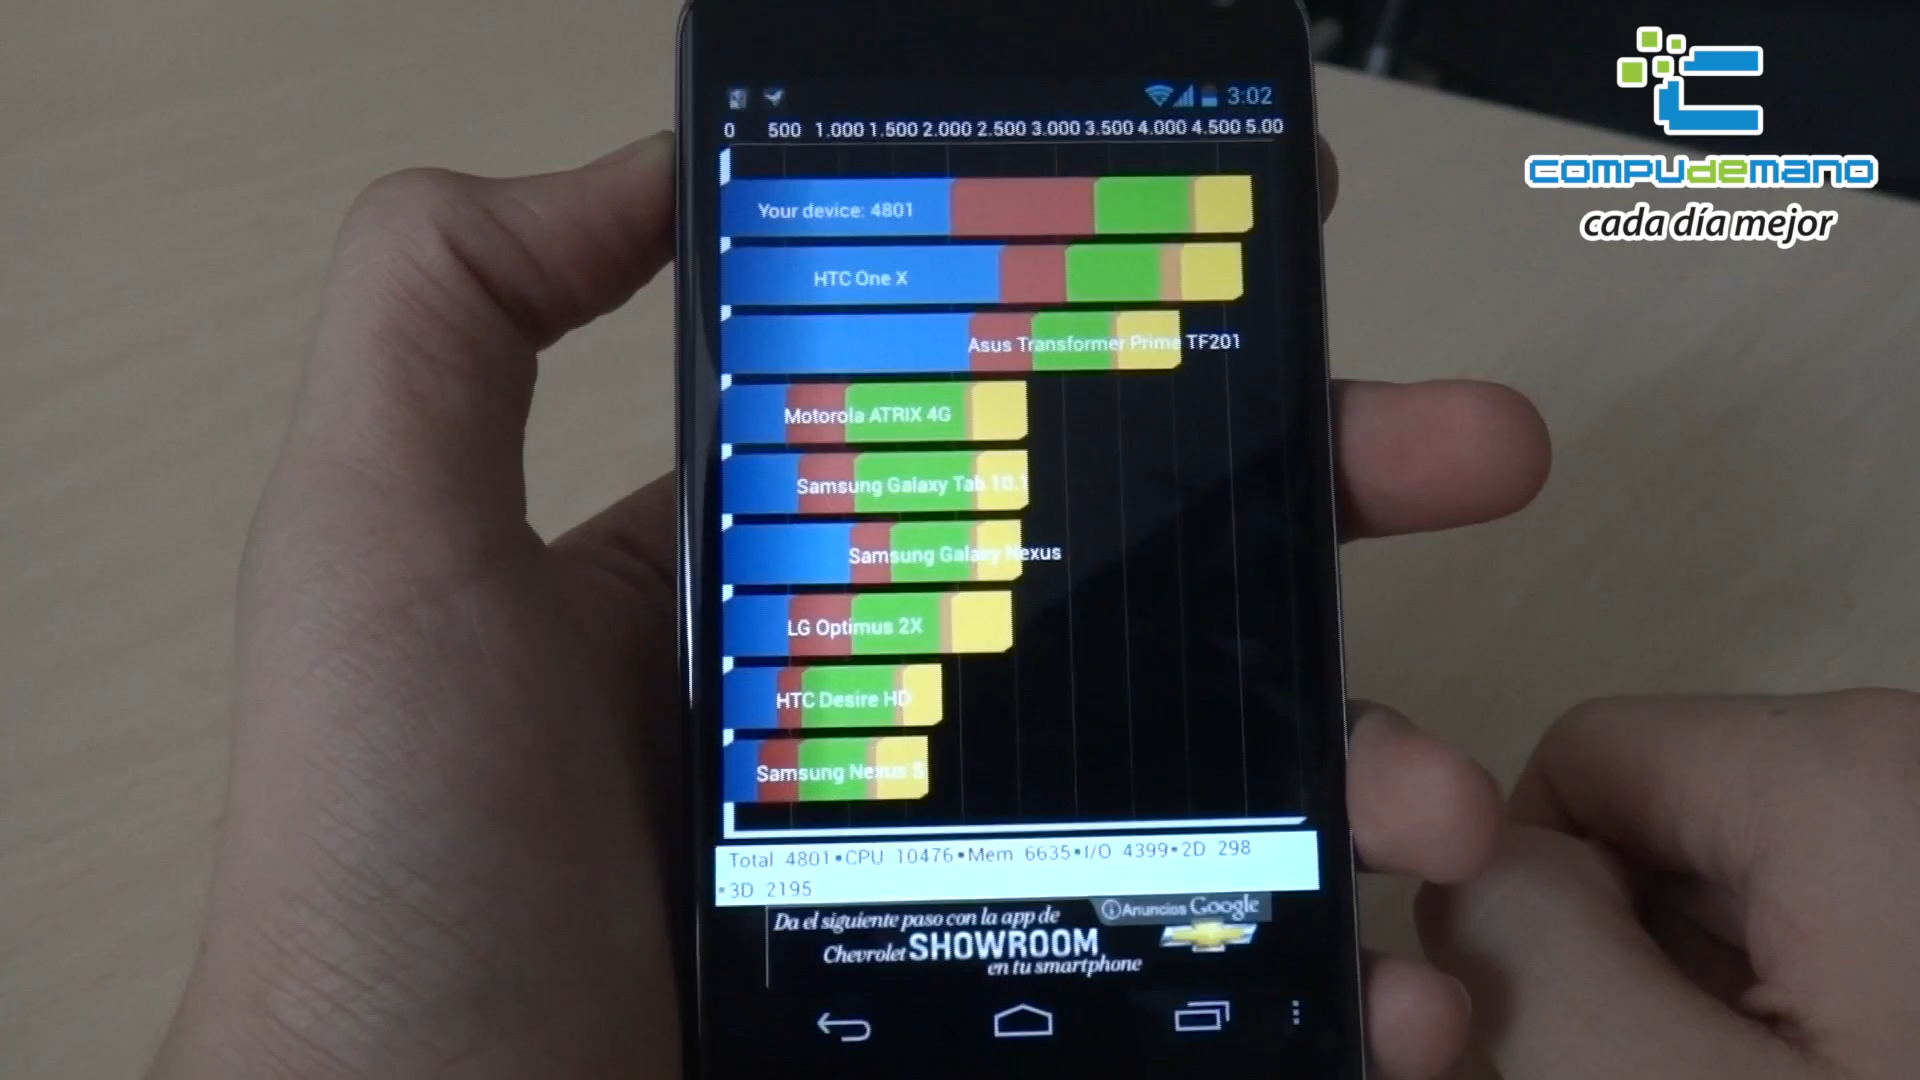 3:02
0 500 1.000 1.500 2.000 2.500 3.000 3.500 4.000 4.500 5.00
Your device: 4801
HTC One X
Asus Transformer Prime TF201
Motorola ATRIX 4G
Samsung Galaxy Tab 10.1
Samsung Galaxy Nexus
LG Optimus 2X
HTC Desire HD
Samsung Nexus S
Total 4801•CPU 10476•Mem 6635•I/O 4399•2D 298
•3D 2195
Anuncios Google
Da el siguiente paso con la app de
Chevrolet SHOWROOM
en tu smartphone
COMPUDEMANO
cada día mejor